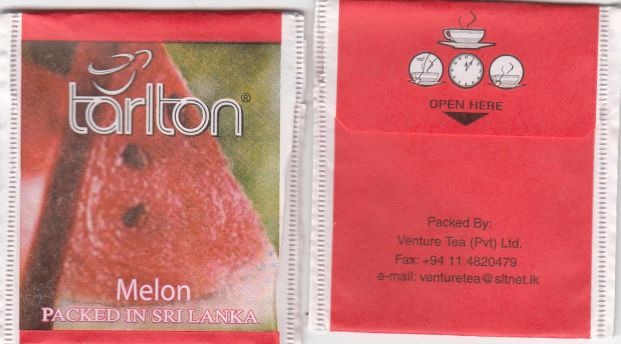 tarlton®
Melon
PACKED IN SRI LANKA
OPEN HERE
Packed By:
Venture Tea (Pvt) Ltd.
Fax: +94 11 4820479
e-mail: venturetea@sltnet.lk